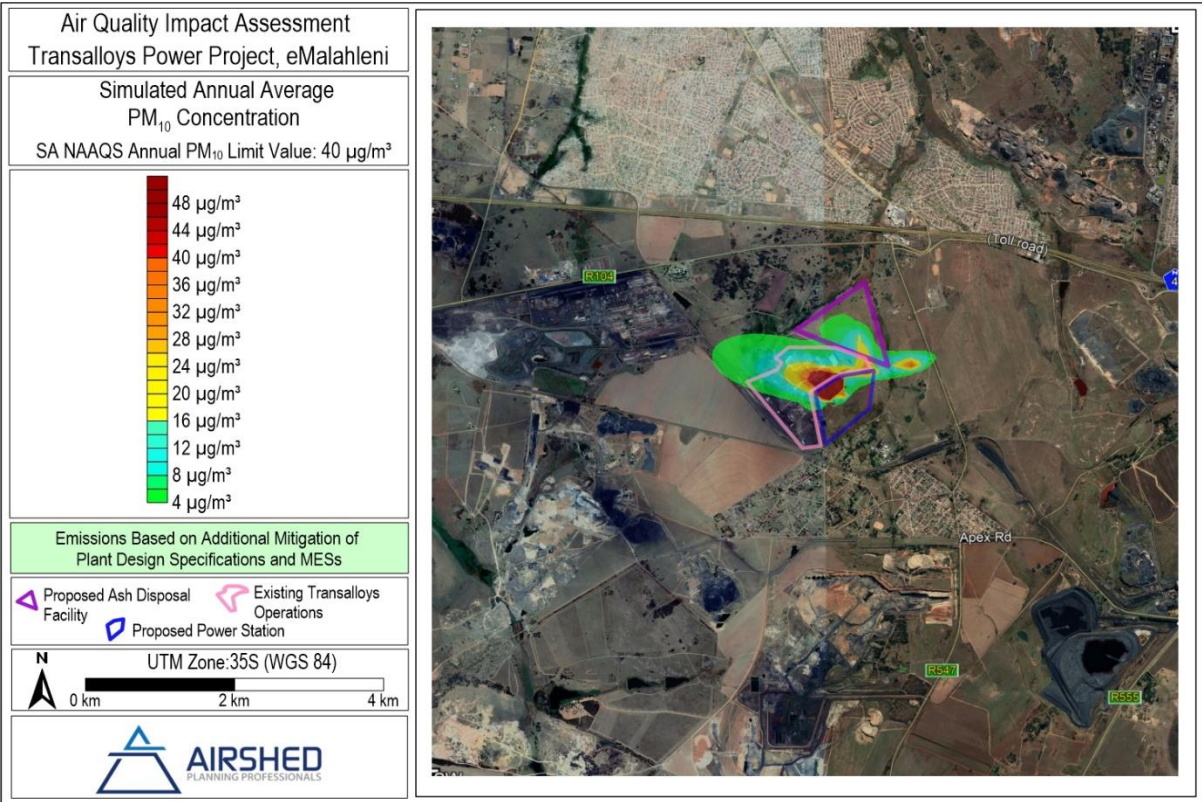 Air Quality Impact Assessment
Transalloys Power Project, eMalahleni
Simulated Annual Average
PM₁₀ Concentration
SA NAAQS Annual PM₁₀ Limit Value: 40 µg/m³
48 µg/m³
44 µg/m³
40 µg/m³
36 µg/m³
32 µg/m³
28 µg/m³
24 µg/m³
20 µg/m³
16 µg/m³
12 µg/m³
8 µg/m³
4 µg/m³
Emissions Based on Additional Mitigation of
Plant Design Specifications and MESs
Proposed Ash Disposal
Facility
Existing Transalloys
Operations
Proposed Power Station
N
UTM Zone:35S (WGS 84)
0 km 2 km 4 km
AIRSHED
PLANNING PROFESSIONALS
(Toll road)
R104
4
Apex Rd
R547
R555